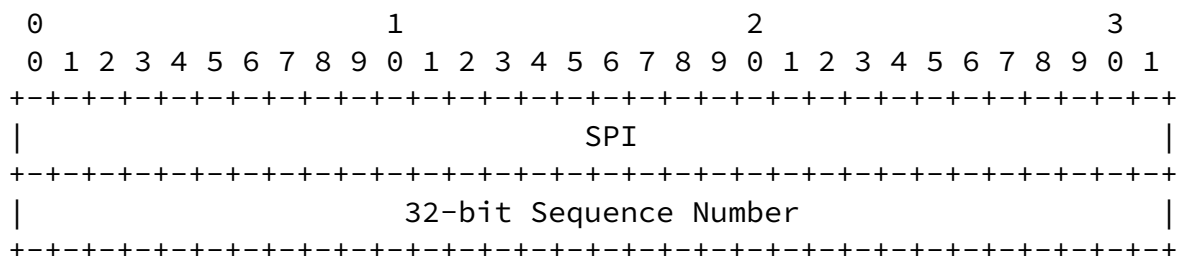 0                   1                   2                   3
0 1 2 3 4 5 6 7 8 9 0 1 2 3 4 5 6 7 8 9 0 1 2 3 4 5 6 7 8 9 0 1
+-+-+-+-+-+-+-+-+-+-+-+-+-+-+-+-+-+-+-+-+-+-+-+-+-+-+-+-+-+-+-+-+
|                               SPI                             |
+-+-+-+-+-+-+-+-+-+-+-+-+-+-+-+-+-+-+-+-+-+-+-+-+-+-+-+-+-+-+-+-+
|                     32-bit Sequence Number                    |
+-+-+-+-+-+-+-+-+-+-+-+-+-+-+-+-+-+-+-+-+-+-+-+-+-+-+-+-+-+-+-+-+